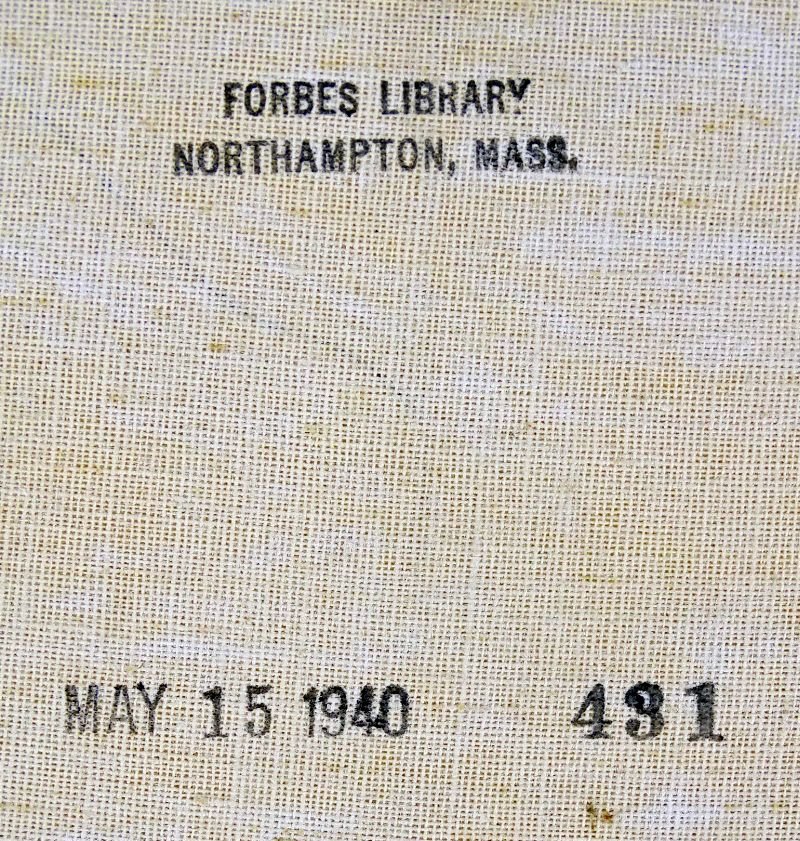 FORBES LIBRARY
NORTHAMPTON, MASS.
MAY 15 1940 431